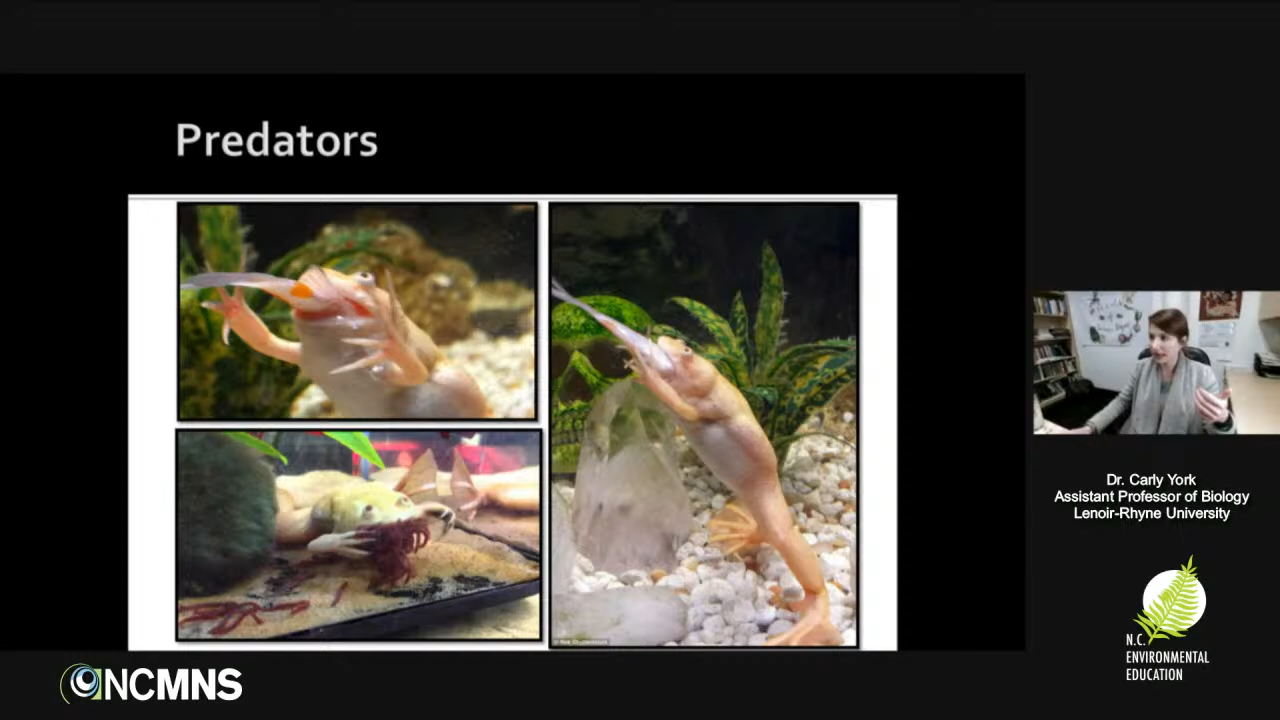 Predators
Dr. Carly York
Assistant Professor of Biology
Lenoir-Rhyne University
N.C.
ENVIRONMENTAL
EDUCATION
NCMNS